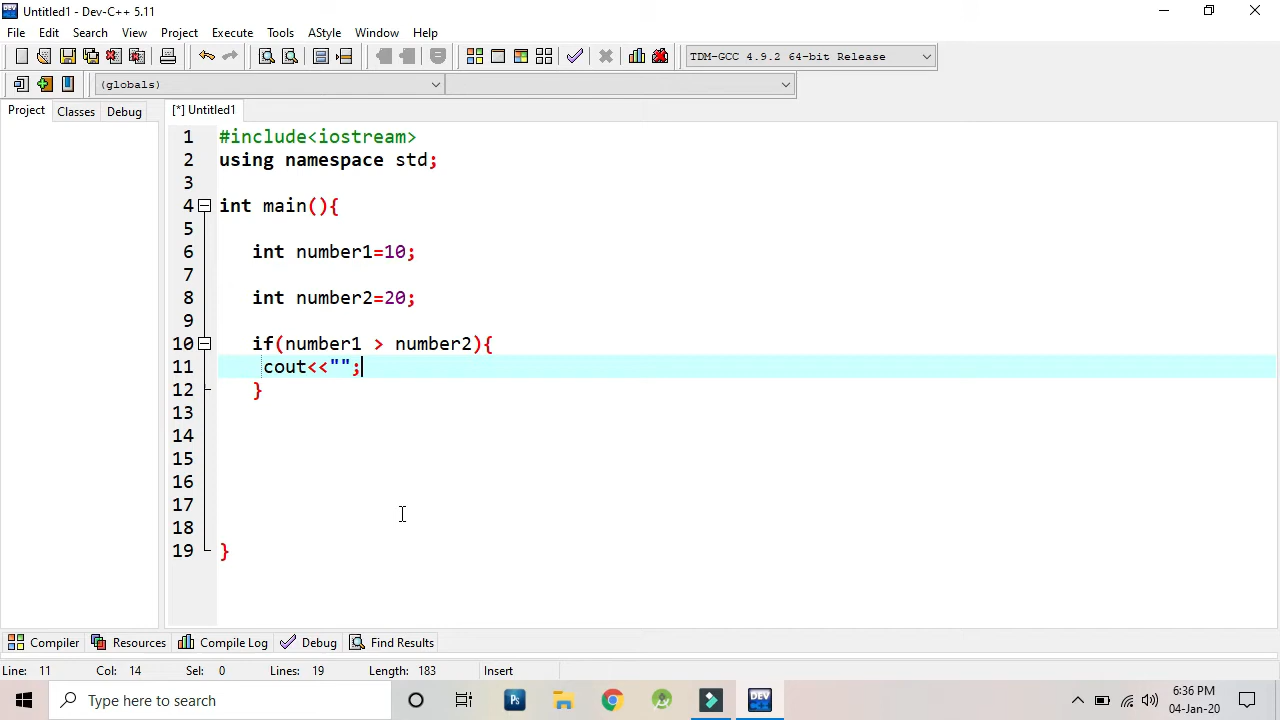 Untitled1 - Dev-C++ 5.11
File Edit Search View Project Execute Tools AStyle Window Help
TDM-GCC 4.9.2 64-bit Release
(globals)
Project Classes Debug [*] Untitled1
1 #include<iostream>
2 using namespace std;
3
4 int main(){
5
6 int number1=10;
7
8 int number2=20;
9
10 if(number1 > number2){
11 cout<<"";
12 }
13
14
15
16
17
18
19 }
Compiler Resources Compile Log Debug Find Results
Line: 11 Col: 14 Sel: 0 Lines: 19 Length: 183 Insert
Type here to search Ps DEV 6:36 PM
04-Jan-20